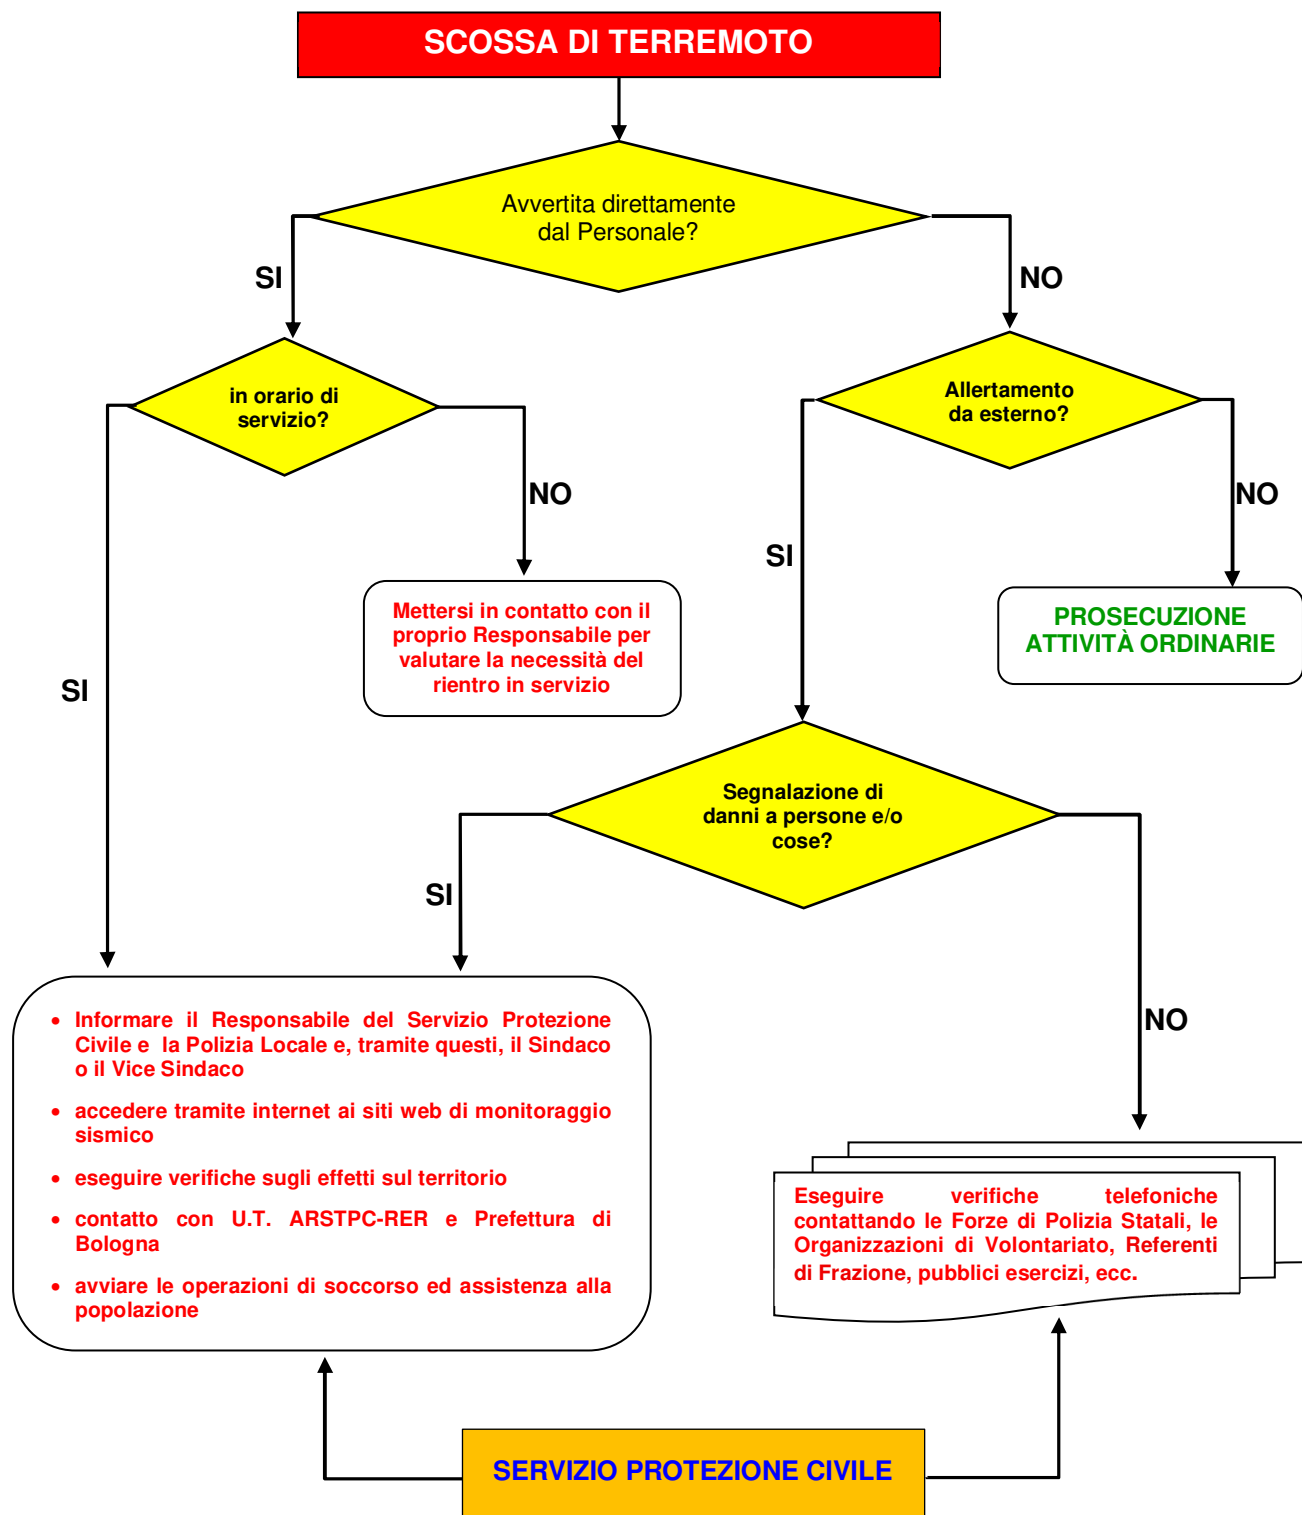 SCOSSA DI TERREMOTO
Avvertita direttamente
dal Personale?
SI
NO
in orario di
servizio?
Allertamento
da esterno?
NO
NO
SI
Mettersi in contatto con il
proprio Responsabile per
valutare la necessità del
rientro in servizio
PROSECUZIONE
ATTIVITÀ ORDINARIE
SI
Segnalazione di
danni a persone e/o
cose?
SI
NO
• Informare il Responsabile del Servizio Protezione
Civile e la Polizia Locale e, tramite questi, il Sindaco
o il Vice Sindaco
• accedere tramite internet ai siti web di monitoraggio
sismico
• eseguire verifiche sugli effetti sul territorio
• contatto con U.T. ARSTPC-RER e Prefettura di
Bologna
• avviare le operazioni di soccorso ed assistenza alla
popolazione
Eseguire verifiche telefoniche
contattando le Forze di Polizia Statali, le
Organizzazioni di Volontariato, Referenti
di Frazione, pubblici esercizi, ecc.
SERVIZIO PROTEZIONE CIVILE